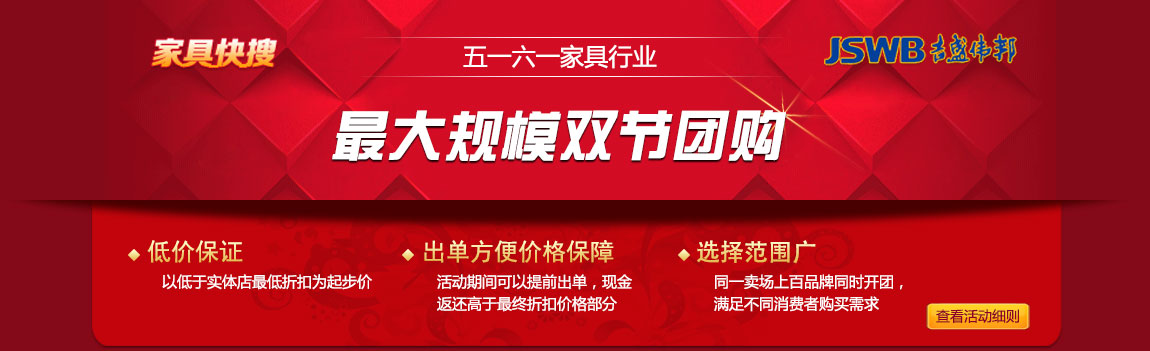 家具快搜
五一六一家具行业
JSWB吉盛伟邦
最大规模双节团购
低价保证
以低于实体店最低折扣为起步价
出单方便价格保障
活动期间可以提前出单，现金
返还高于最终折扣价格部分
选择范围广
同一卖场上百品牌同时开团，
满足不同消费者购买需求
查看活动细则